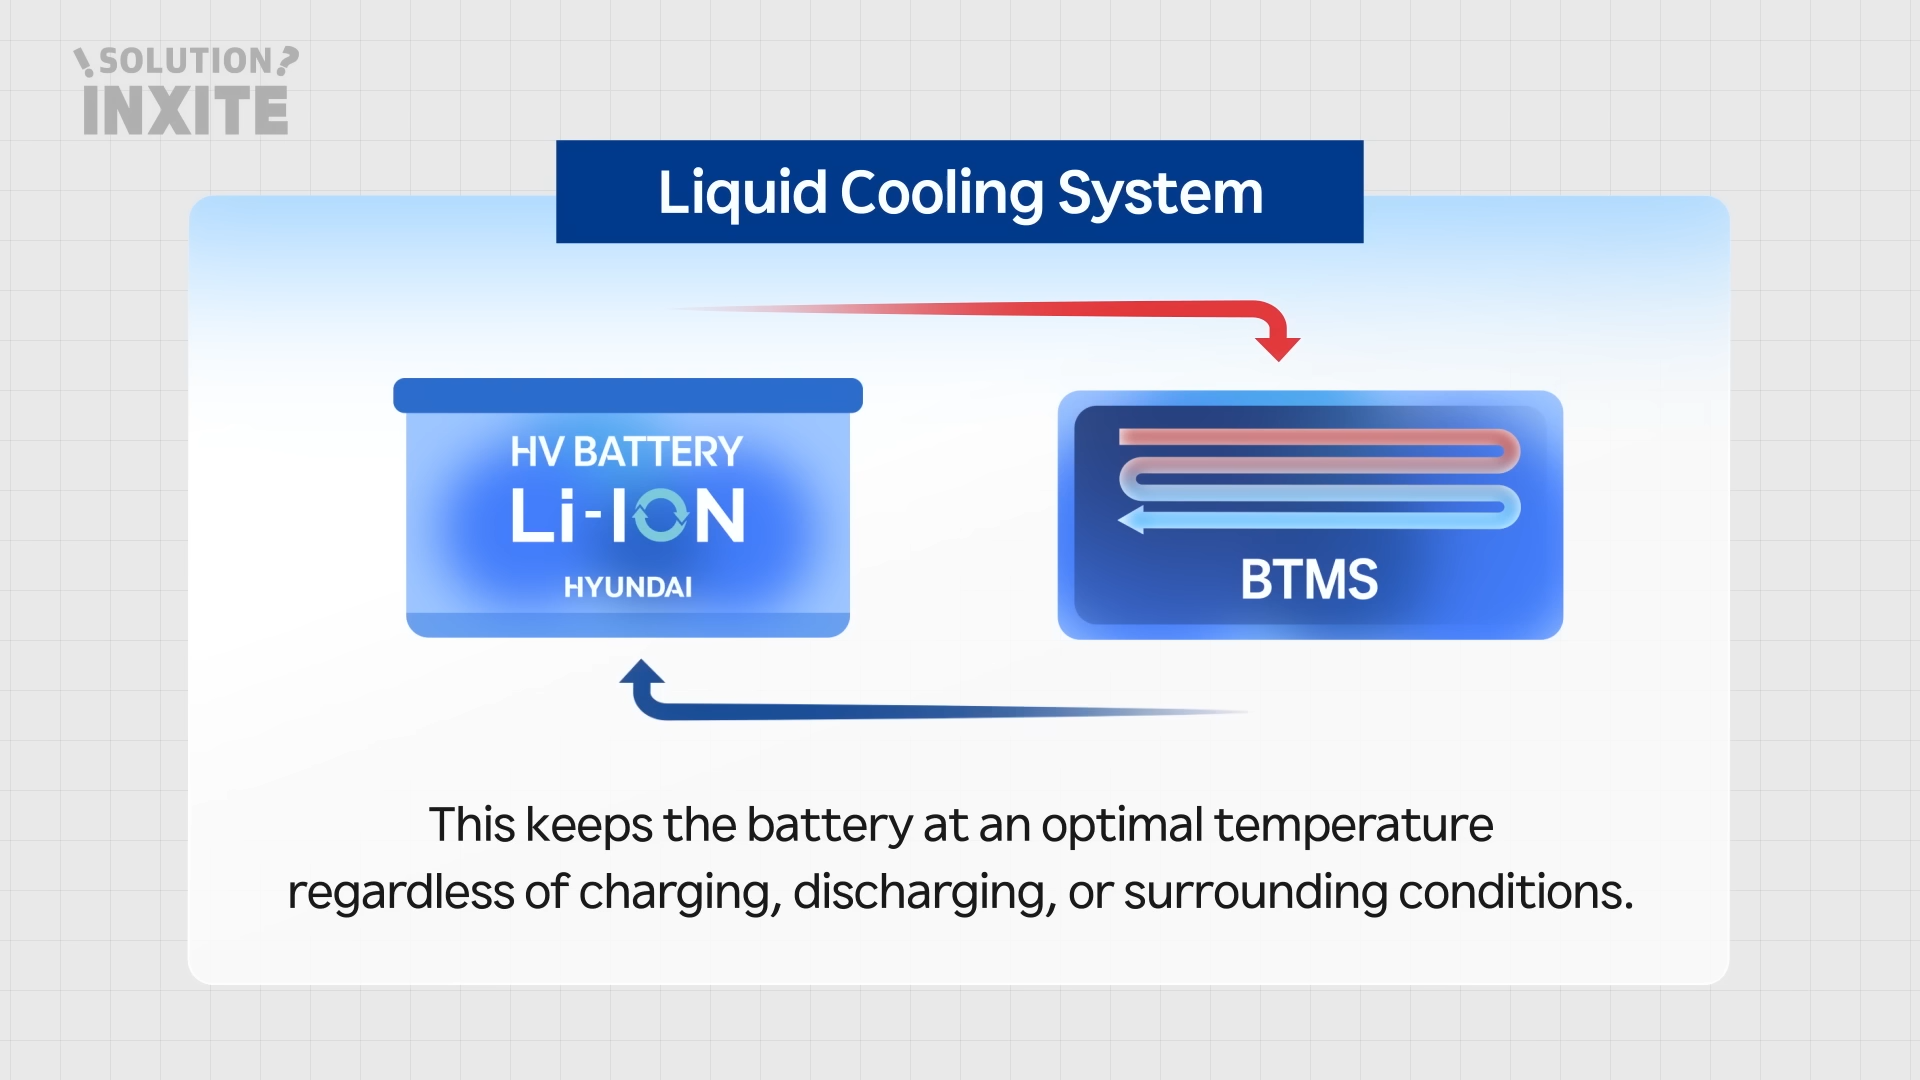 !SOLUTION?
INXITE
Liquid Cooling System
HV BATTERY
Li-ION
HYUNDAI
BTMS
This keeps the battery at an optimal temperature
regardless of charging, discharging, or surrounding conditions.